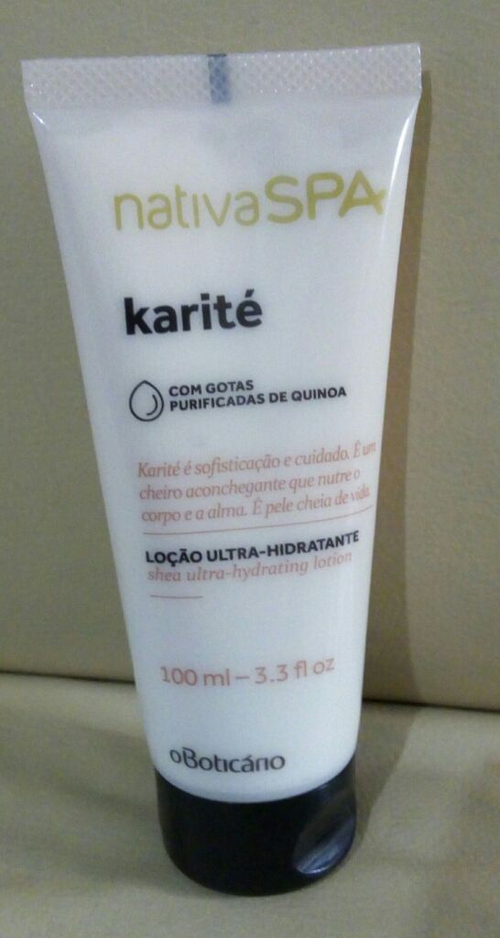 nativaSPA
karité
COM GOTAS
PURIFICADAS DE QUINOA
Karité é sofisticação e cuidado. É um
cheiro aconchegante que nutre o
corpo e a alma. É pele cheia de vida.
LOÇÃO ULTRA-HIDRATANTE
shea ultra-hydrating lotion
100 ml – 3.3 fl oz
oBoticário